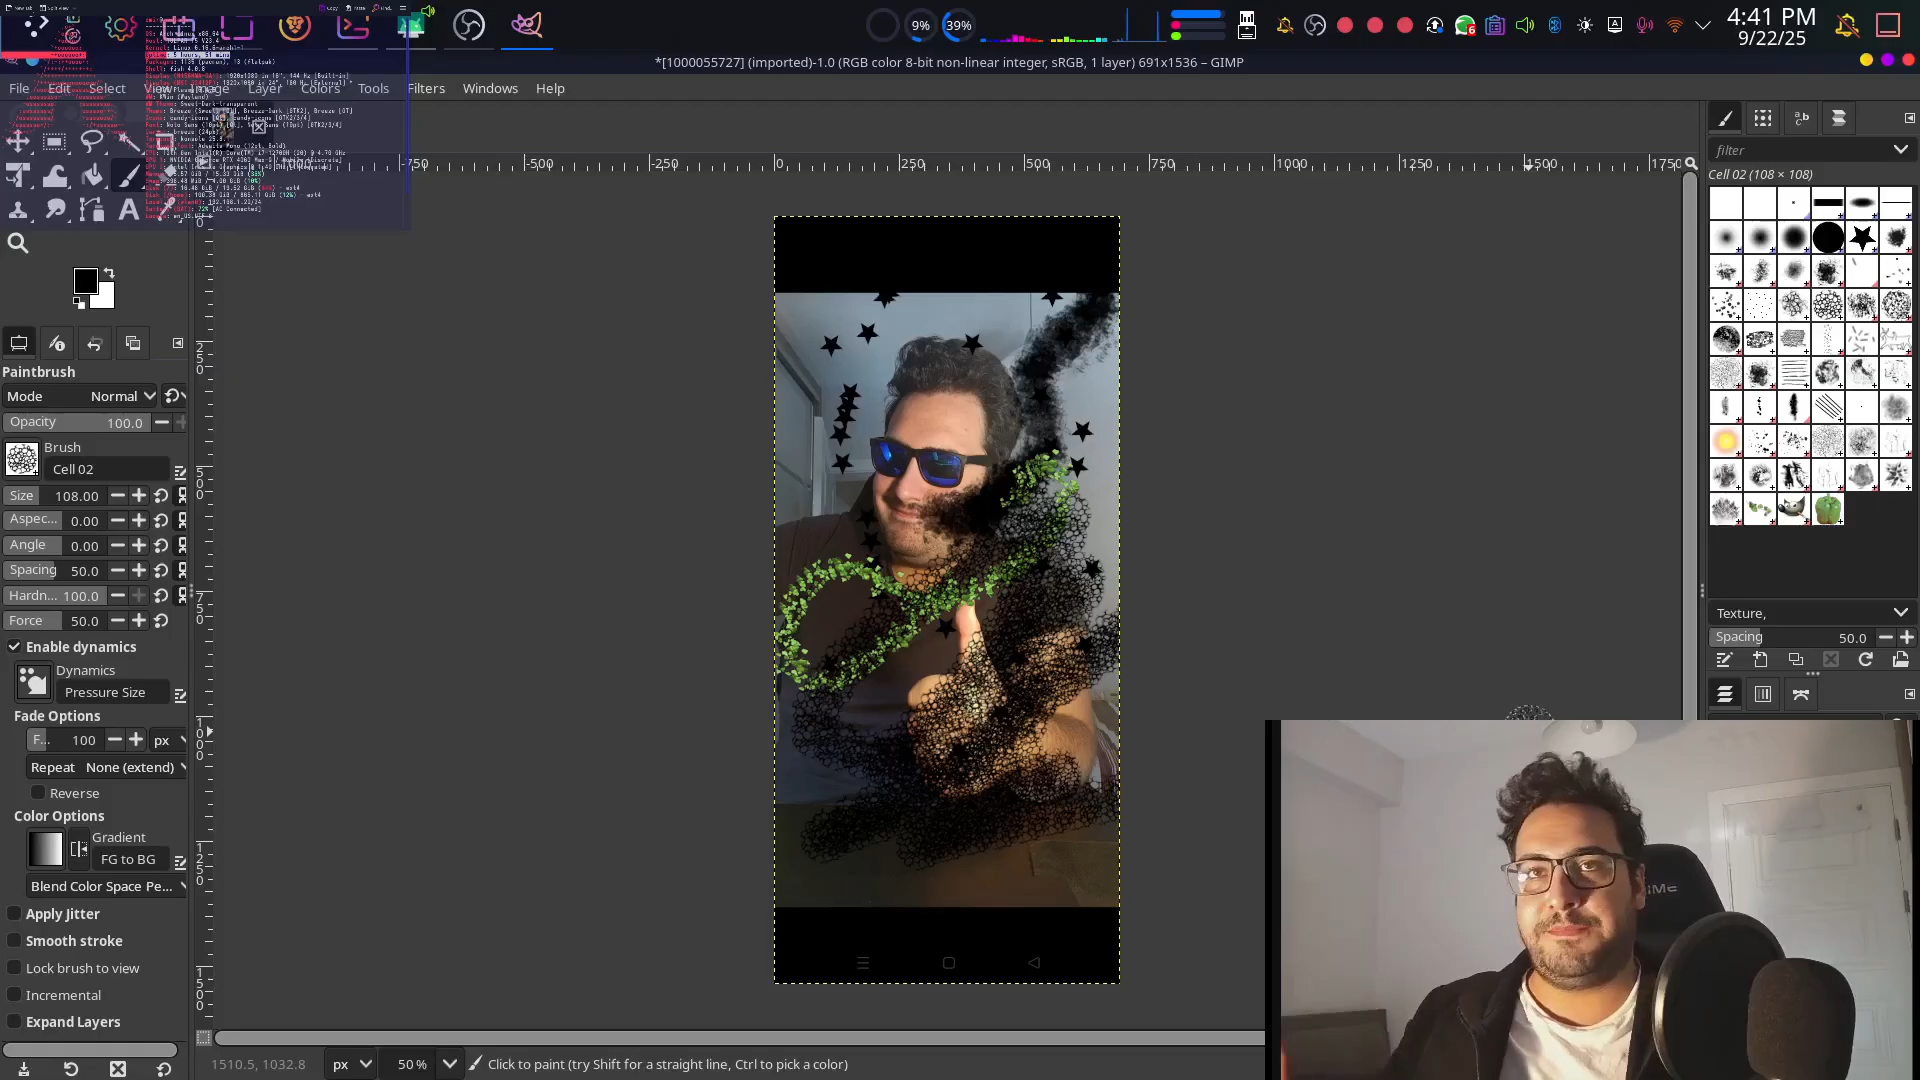 9%
39%
4:41 PM
9/22/25
*[1000055727] (imported)-1.0 (RGB color 8-bit non-linear integer, sRGB, 1 layer) 691x1536 – GIMP
File Edit Select View Image Layer Colors Tools Filters Windows Help
-750 -500 -250 0 250 500 750 1000 1250 1500 1750
filter
Cell 02 (108 × 108)
Paintbrush
Mode Normal
Opacity 100.0
Brush
Cell 02
Size 108.00
Aspec... 0.00
Angle 0.00
Spacing 50.0
Hardn... 100.0
Force 50.0
Enable dynamics
Dynamics
Pressure Size
Fade Options
F... 100 px
Repeat None (extend)
Reverse
Color Options
Gradient
FG to BG
Blend Color Space Pe...
Apply Jitter
Smooth stroke
Lock brush to view
Incremental
Expand Layers
Texture,
Spacing 50.0
1510.5, 1032.8 px 50 % Click to paint (try Shift for a straight line, Ctrl to pick a color)